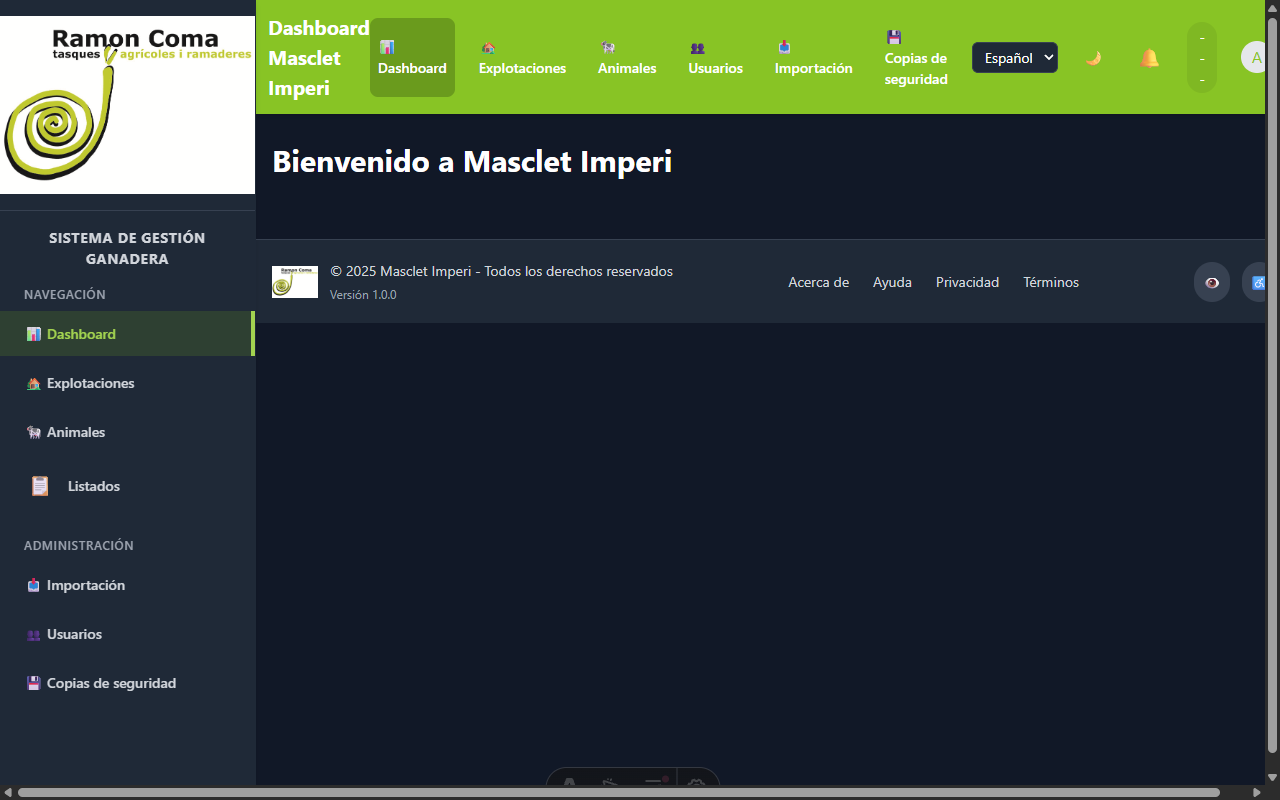 Ramon Coma
tasques agrícoles i ramaderes
SISTEMA DE GESTIÓN
GANADERA
NAVEGACIÓN
Dashboard
Explotaciones
Animales
Listados
ADMINISTRACIÓN
Importación
Usuarios
Copias de seguridad
Dashboard
Masclet
Imperi
Dashboard
Explotaciones
Animales
Usuarios
Importación
Copias de
seguridad
Español
-
-
-
A
Bienvenido a Masclet Imperi
Ramon Coma
© 2025 Masclet Imperi - Todos los derechos reservados
Versión 1.0.0
Acerca de
Ayuda
Privacidad
Términos